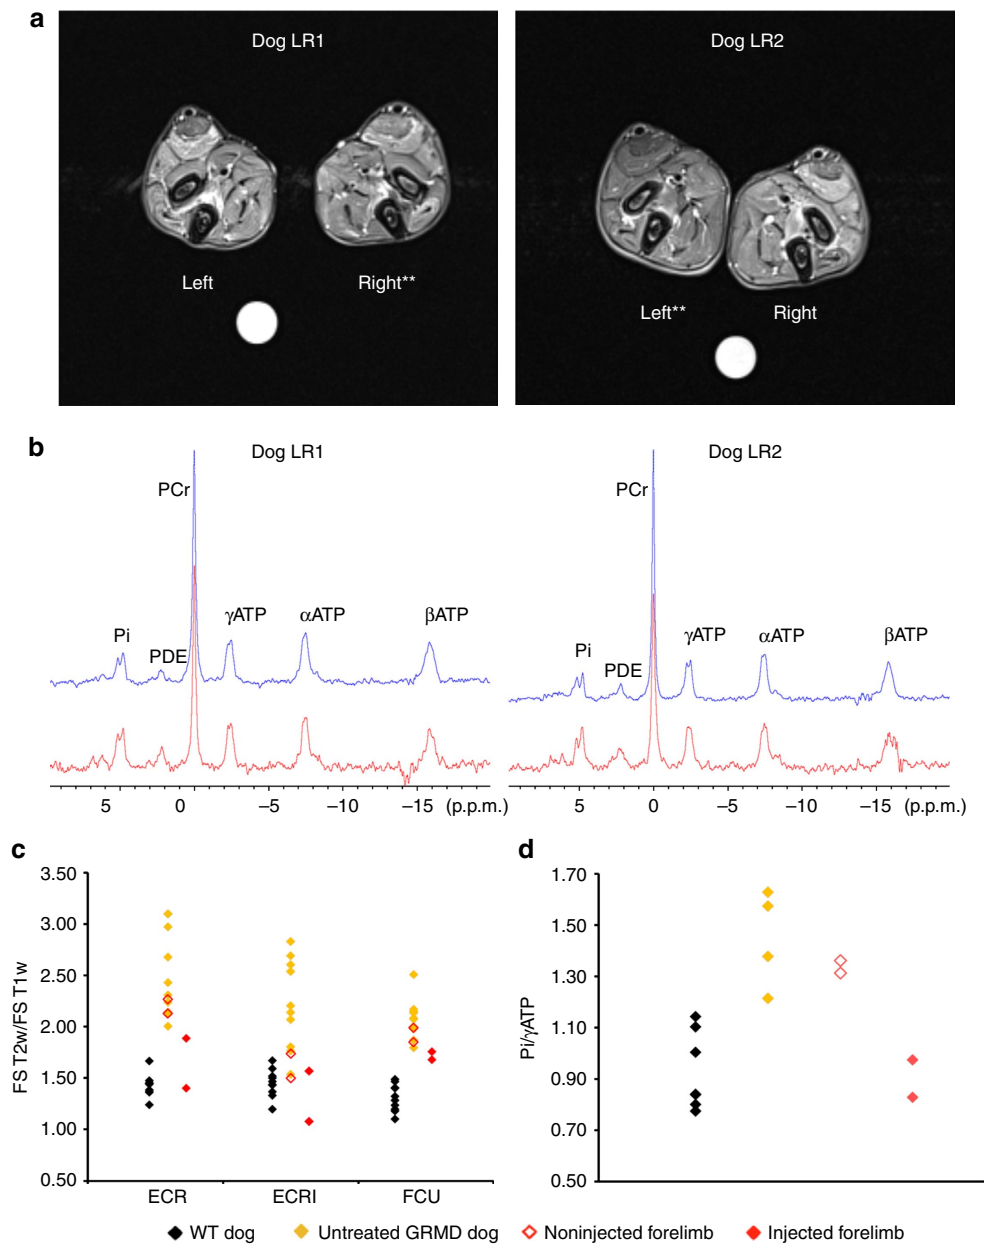 a
Dog LR1
Dog LR2
Left
Right**
Left**
Right
b
Dog LR1
Dog LR2
PCr
PCr
γATP
αATP
βATP
Pi
PDE
γATP
αATP
βATP
Pi
PDE
5 0 −5 −10 −15 (p.p.m.)
5 0 −5 −10 −15 (p.p.m.)
c
d
FS T2w/FS T1w
3.50
3.00
2.50
2.00
1.50
1.00
0.50
ECR ECRI FCU
Pi/γATP
1.70
1.50
1.30
1.10
0.90
0.70
0.50
WT dog Untreated GRMD dog Noninjected forelimb Injected forelimb